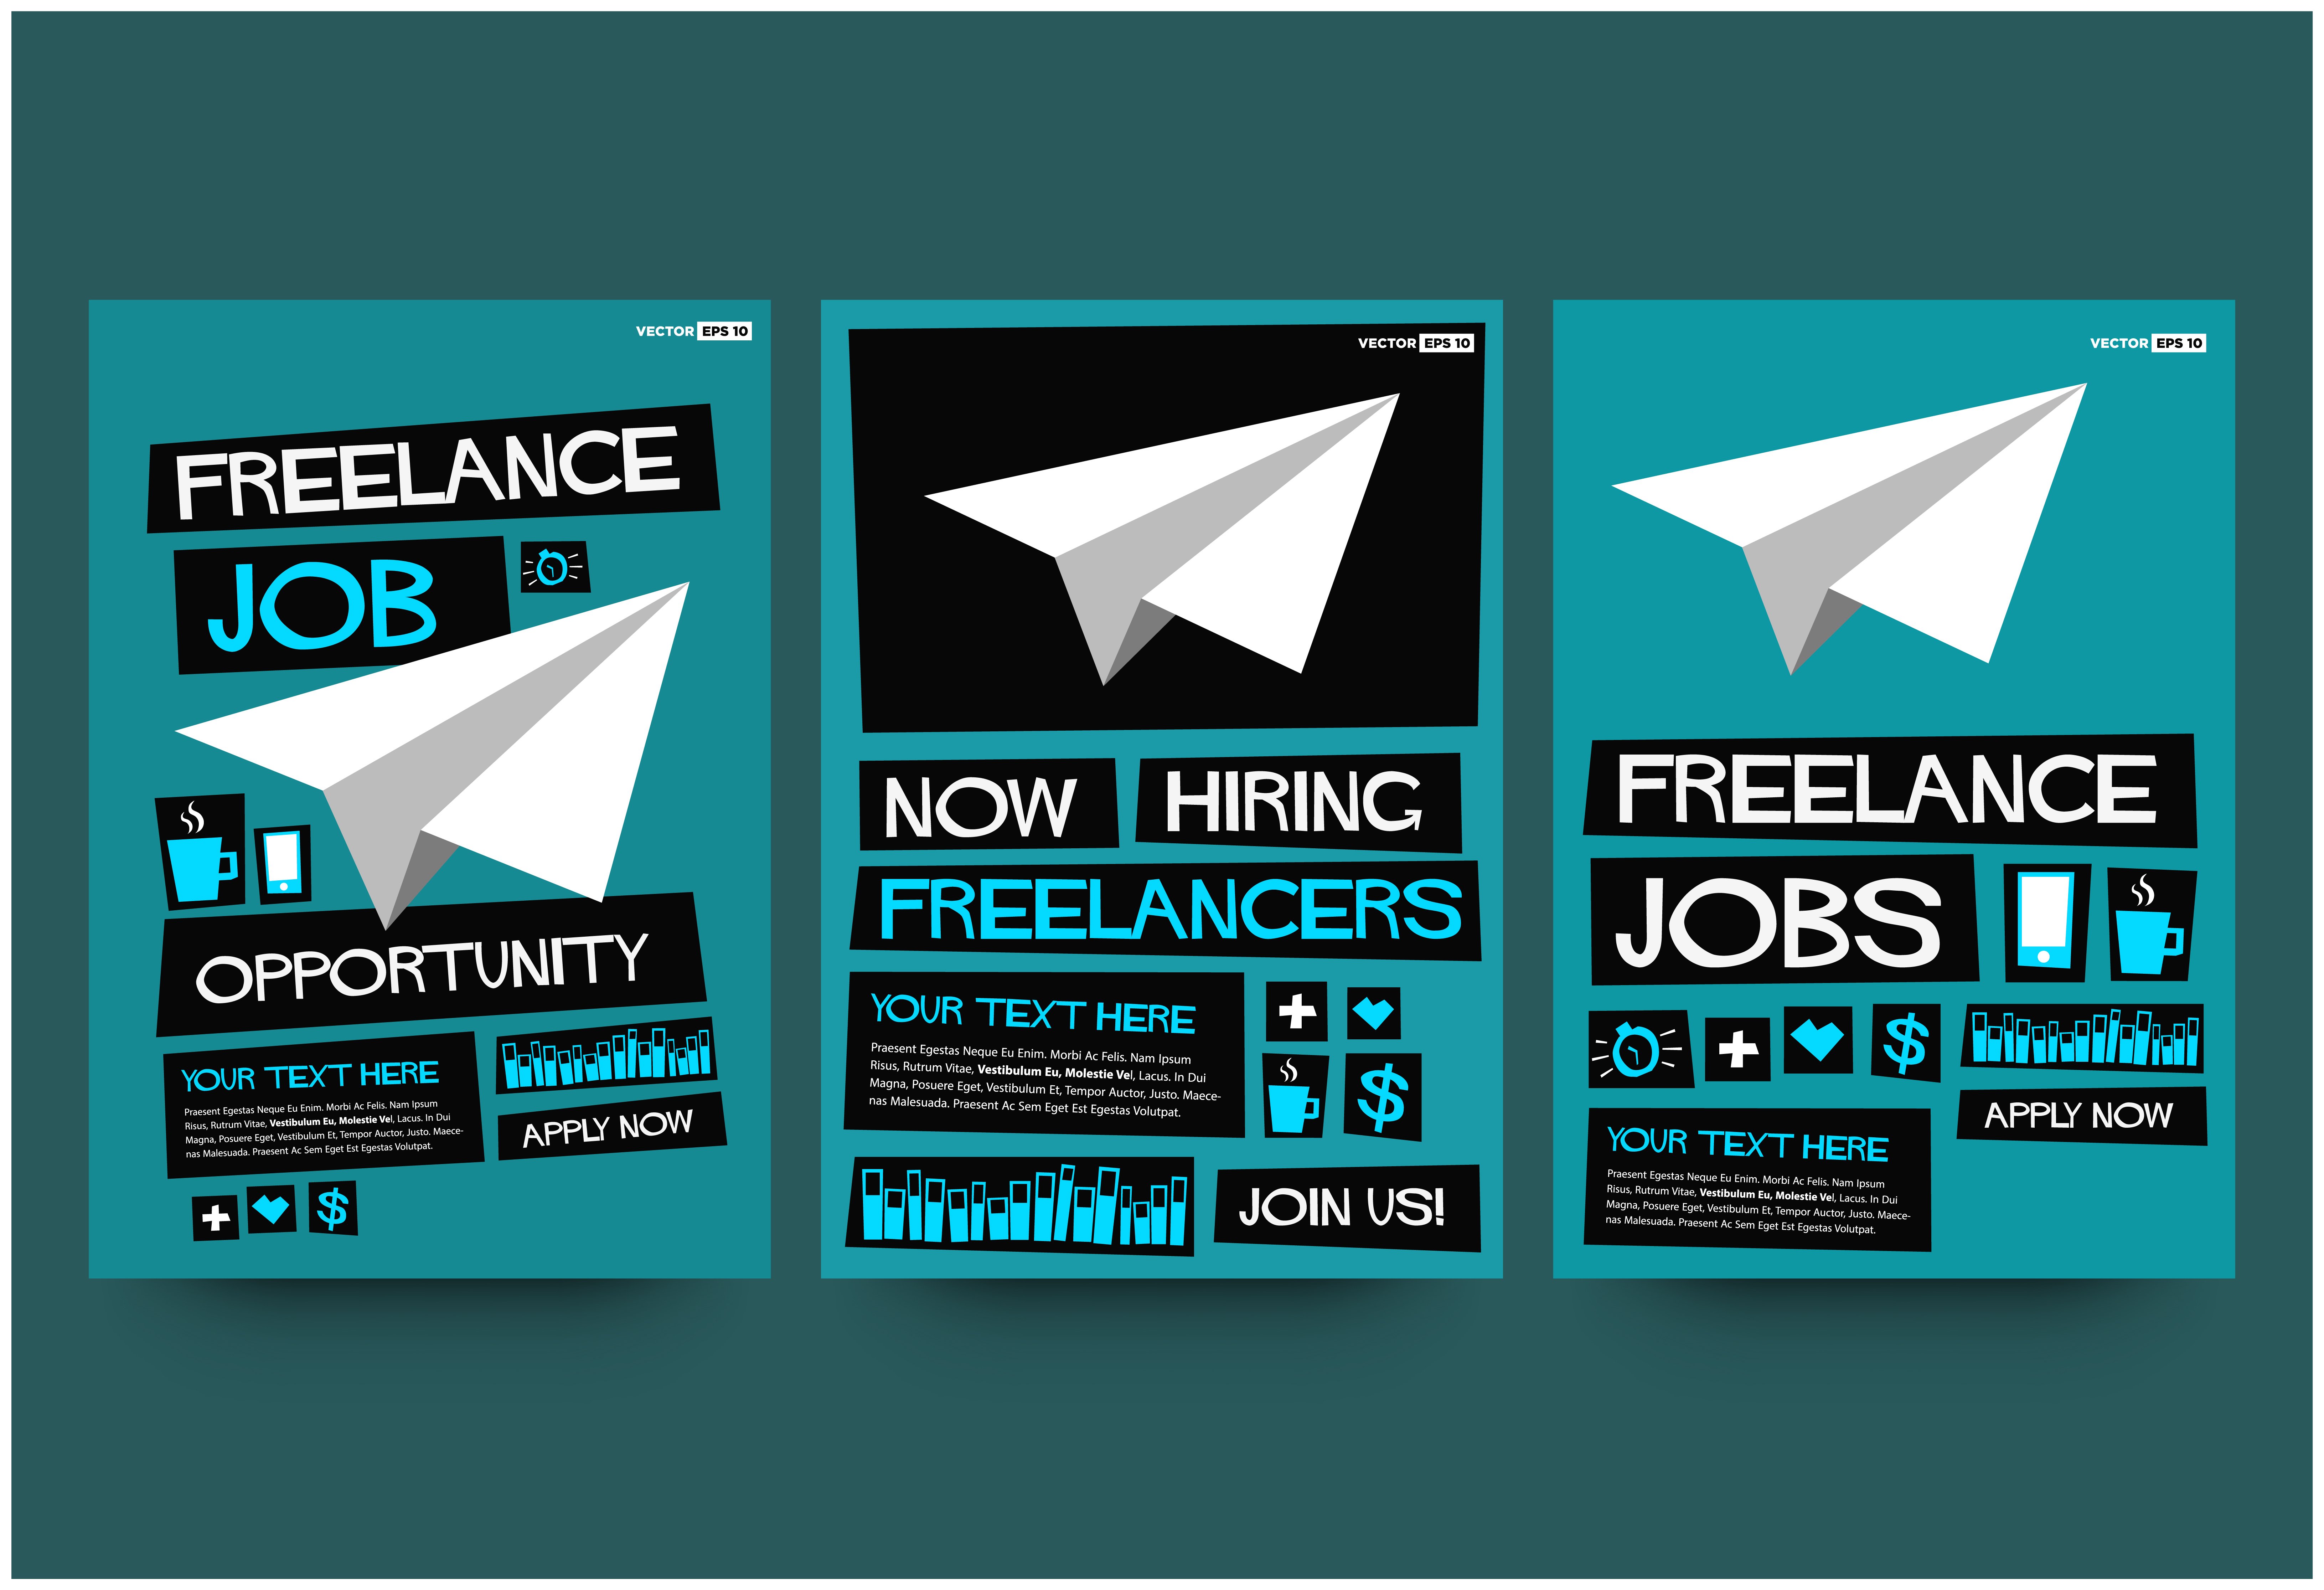 VECTOR EPS 10
FREELANCE
JOB
OPPORTUNITY
YOUR TEXT HERE
Praesent Egestas Neque Eu Enim. Morbi Ac Felis. Nam Ipsum
Risus, Rutrum Vitae, Vestibulum Eu, Molestie Vel, Lacus. In Dui
Magna, Posuere Eget, Vestibulum Et, Tempor Auctor, Justo. Maece-
nas Malesuada. Praesent Ac Sem Eget Est Egestas Volutpat.
APPLY NOW
$
VECTOR EPS 10
NOW HIRING
FREELANCERS
YOUR TEXT HERE
Praesent Egestas Neque Eu Enim. Morbi Ac Felis. Nam Ipsum
Risus, Rutrum Vitae, Vestibulum Eu, Molestie Vel, Lacus. In Dui
Magna, Posuere Eget, Vestibulum Et, Tempor Auctor, Justo. Maece-
nas Malesuada. Praesent Ac Sem Eget Est Egestas Volutpat.
$
JOIN US!
VECTOR EPS 10
FREELANCE
JOBS
$
APPLY NOW
YOUR TEXT HERE
Praesent Egestas Neque Eu Enim. Morbi Ac Felis. Nam Ipsum
Risus, Rutrum Vitae, Vestibulum Eu, Molestie Vel, Lacus. In Dui
Magna, Posuere Eget, Vestibulum Et, Tempor Auctor, Justo. Maece-
nas Malesuada. Praesent Ac Sem Eget Est Egestas Volutpat.